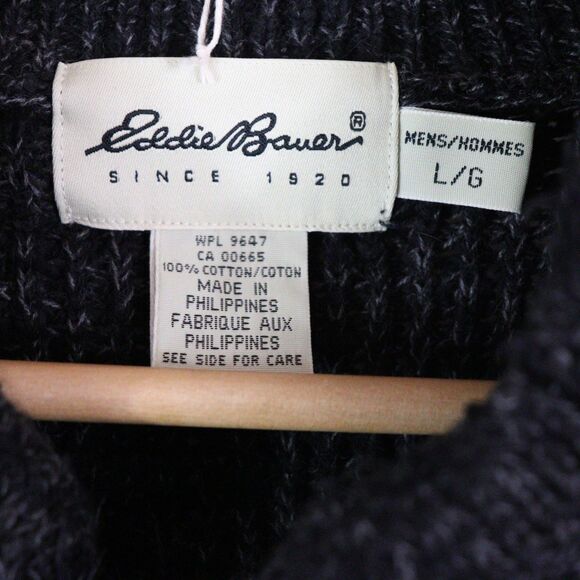 Eddie Bauer®
SINCE 1920
MENS/HOMMES
L/G
WPL 9647
CA 00665
100% COTTON/COTON
MADE IN
PHILIPPINES
FABRIQUE AUX
PHILIPPINES
SEE SIDE FOR CARE